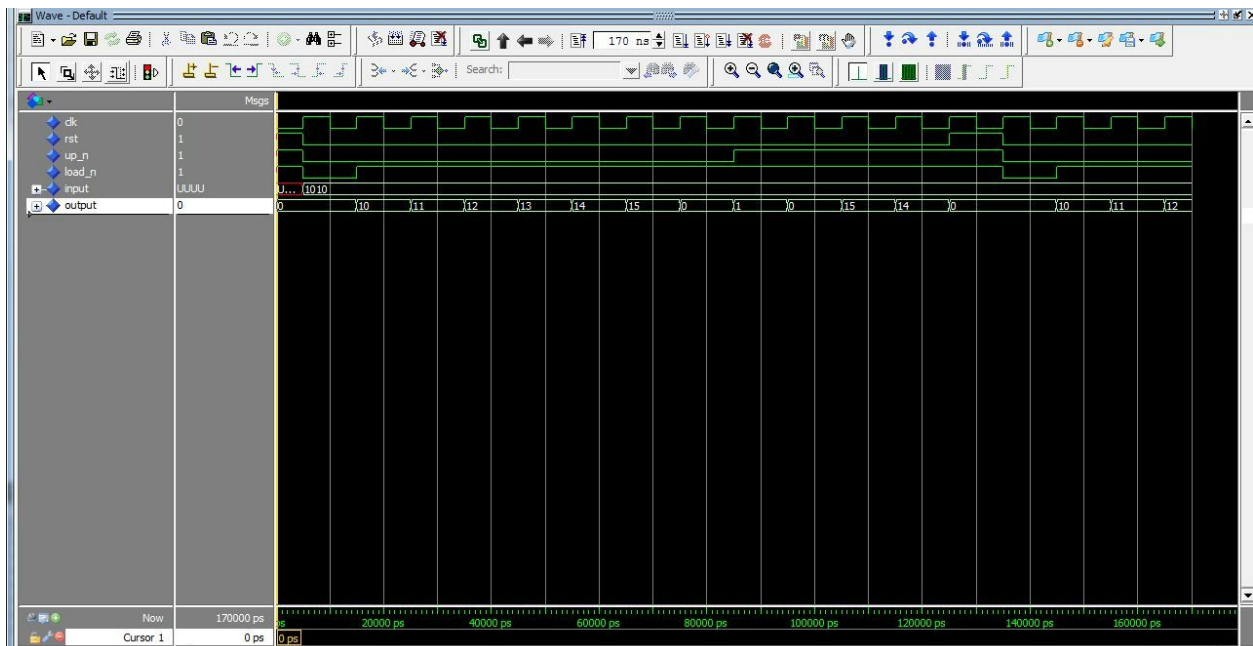 Wave - Default
170 ns
Search:
Msgs
clk 0
rst 1
up_n 1
load_n 1
input UUUU U... 1010
output 0 0 10 11 12 13 14 15 0 1 0 15 14 0 10 11 12
Now 170000 ps ps 20000 ps 40000 ps 60000 ps 80000 ps 100000 ps 120000 ps 140000 ps 160000 ps
Cursor 1 0 ps 0 ps